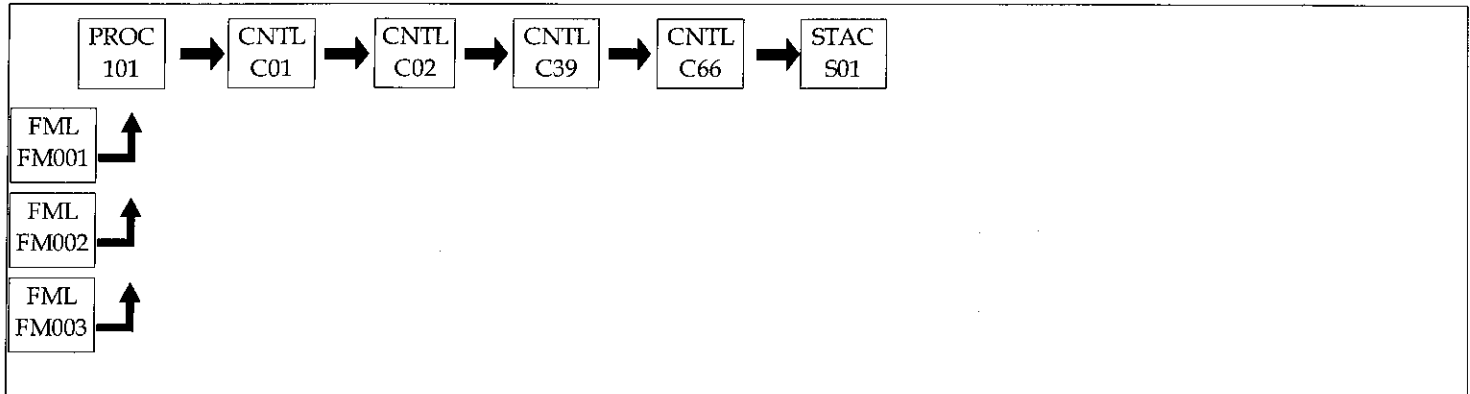 PROC
101
CNTL
C01
CNTL
C02
CNTL
C39
CNTL
C66
STAC
S01
FML
FM001
FML
FM002
FML
FM003